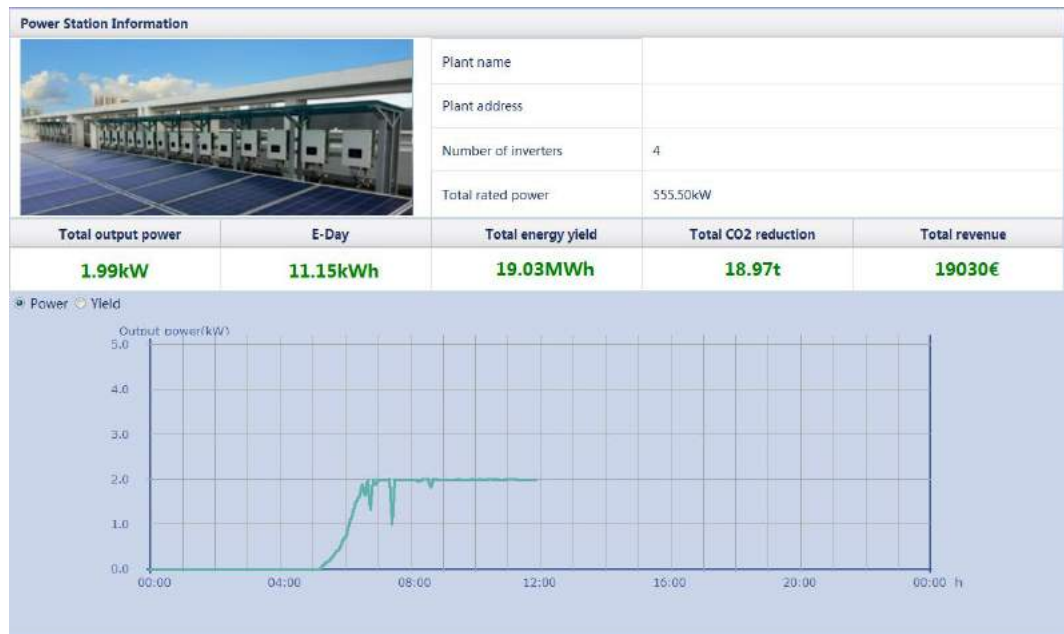 Power Station Information
Plant name
Plant address
Number of inverters 4
Total rated power 555.50kW
Total output power E-Day Total energy yield Total CO2 reduction Total revenue
1.99kW 11.15kWh 19.03MWh 18.97t 19030€
Power Yield
Output power(kW)
5.0
4.0
3.0
2.0
1.0
0.0
00:00 04:00 08:00 12:00 16:00 20:00 00:00 h